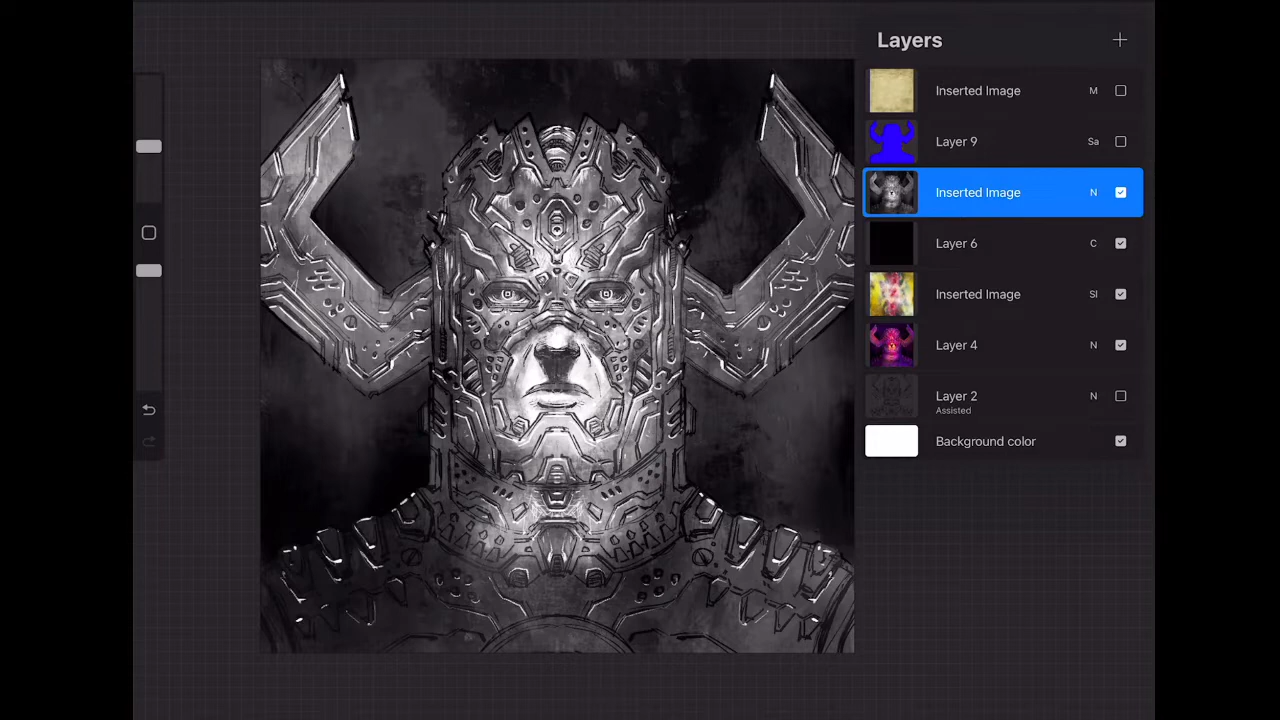 Layers
Inserted Image M
Layer 9 Sa
Inserted Image N
Layer 6 C
Inserted Image Sl
Layer 4 N
Layer 2 N
Assisted
Background color